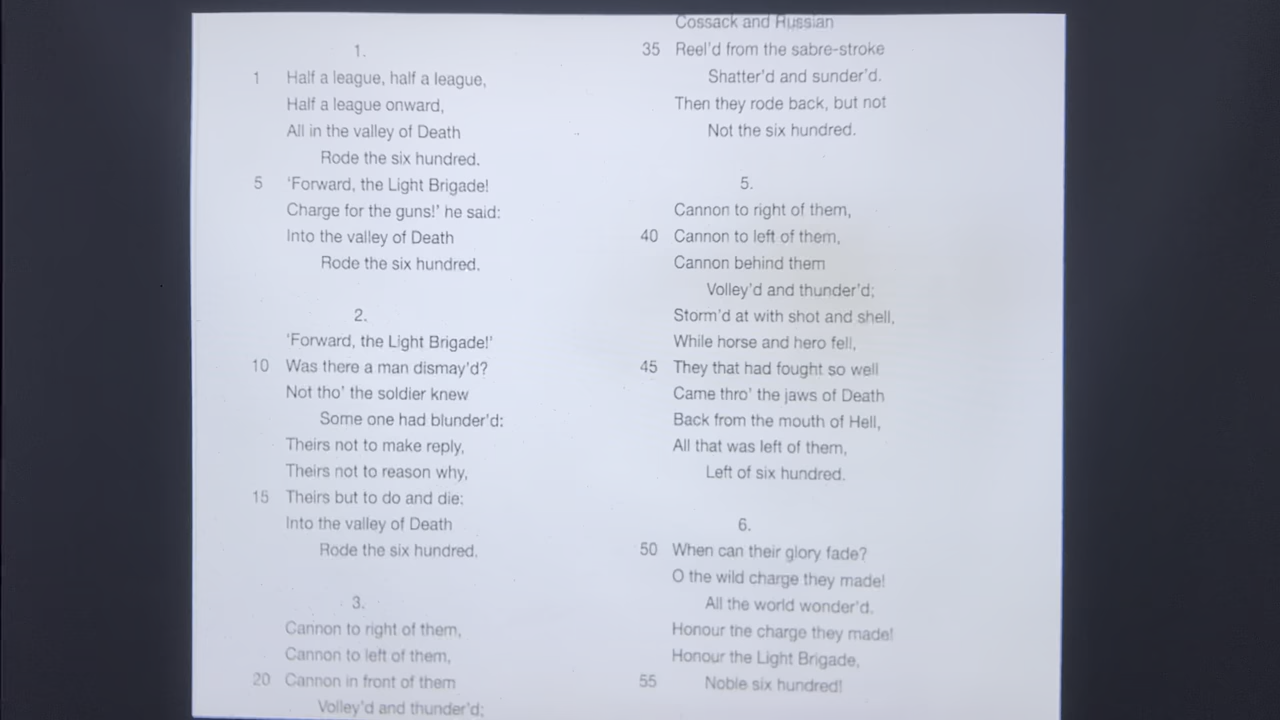 1.
1 Half a league, half a league,
Half a league onward,
All in the valley of Death
Rode the six hundred.
5 'Forward, the Light Brigade!
Charge for the guns!' he said:
Into the valley of Death
Rode the six hundred.
2.
'Forward, the Light Brigade!'
10 Was there a man dismay'd?
Not tho' the soldier knew
Some one had blunder'd:
Theirs not to make reply,
Theirs not to reason why,
15 Theirs but to do and die:
Into the valley of Death
Rode the six hundred.
3.
Cannon to right of them,
Cannon to left of them,
20 Cannon in front of them
Volley'd and thunder'd;
Cossack and Russian
35 Reel'd from the sabre-stroke
Shatter'd and sunder'd.
Then they rode back, but not
Not the six hundred.
5.
Cannon to right of them,
40 Cannon to left of them,
Cannon behind them
Volley'd and thunder'd;
Storm'd at with shot and shell,
While horse and hero fell,
45 They that had fought so well
Came thro' the jaws of Death
Back from the mouth of Hell,
All that was left of them,
Left of six hundred.
6.
50 When can their glory fade?
O the wild charge they made!
All the world wonder'd.
Honour the charge they made!
Honour the Light Brigade,
55 Noble six hundred!